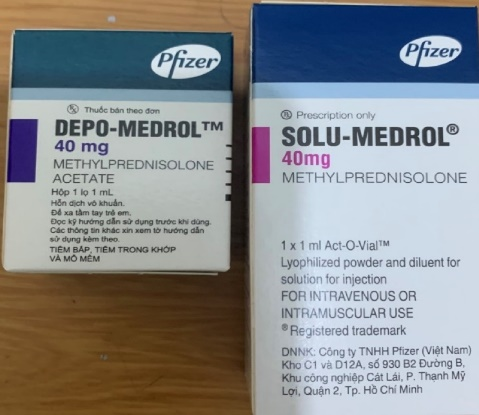 Pfizer
Rx Thuốc bán theo đơn
DEPO-MEDROL™
40 mg
METHYLPREDNISOLONE
ACETATE
Hộp 1 lọ 1 mL
Hỗn dịch vô khuẩn.
Để xa tầm tay trẻ em.
Đọc kỹ hướng dẫn sử dụng trước khi dùng.
Các thông tin khác xin xem tờ hướng dẫn
sử dụng kèm theo.
TIÊM BẮP, TIÊM TRONG KHỚP
VÀ MÔ MỀM
Pfizer
Rx Prescription only
SOLU-MEDROL®
40mg
METHYLPREDNISOLONE
1 x 1 ml Act-O-Vial™
Lyophilized powder and diluent for
solution for injection
FOR INTRAVENOUS OR
INTRAMUSCULAR USE
® Registered trademark
DNNK: Công ty TNHH Pfizer (Việt Nam)
Kho C1 và D12A, số 930 B2 Đường B,
Khu công nghiệp Cát Lái, P. Thạnh Mỹ
Lợi, Quận 2, Tp. Hồ Chí Minh